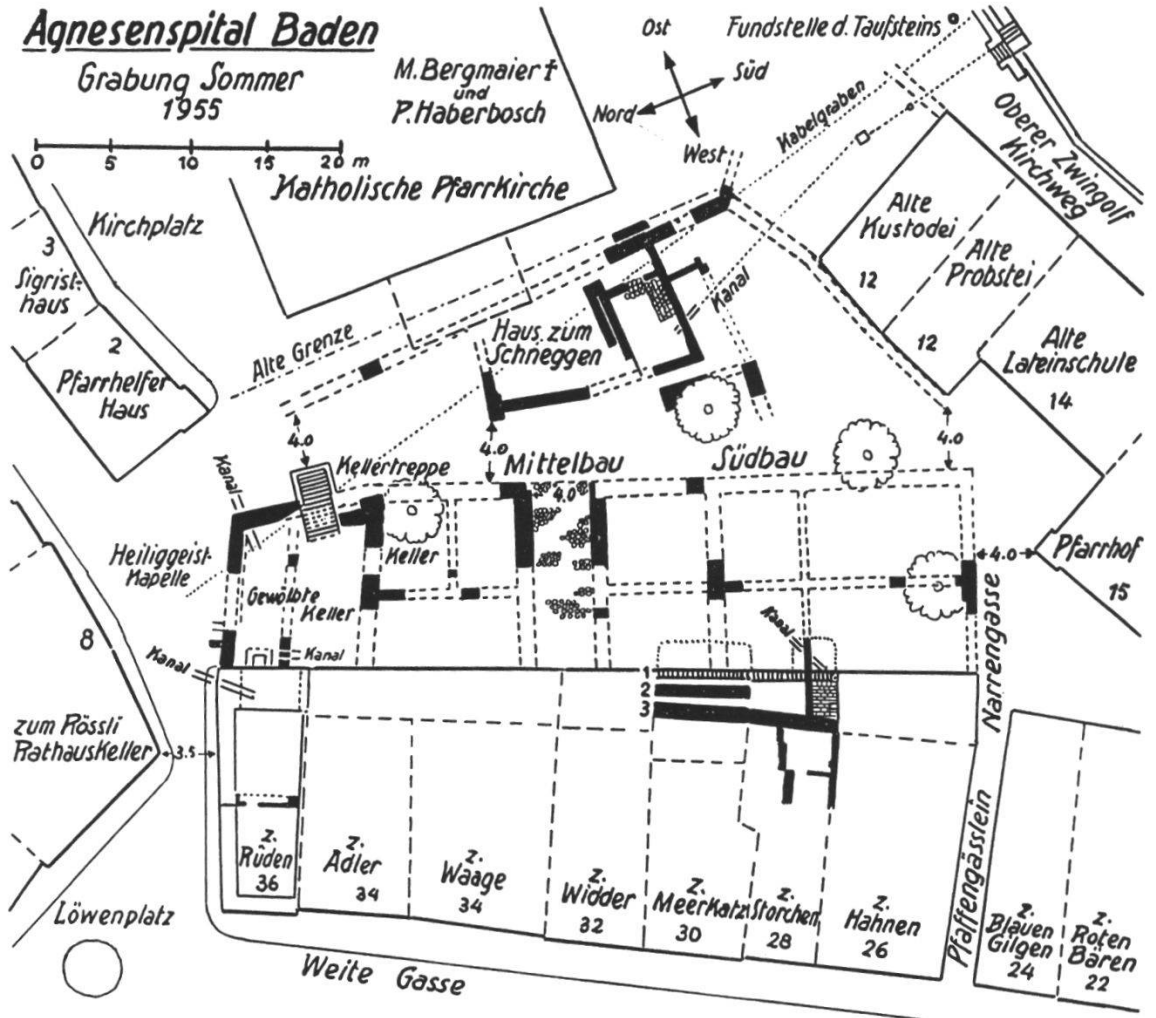 Agnesenspital Baden
Grabung Sommer
1955
0 5 10 15 20 m
M. Bergmaier †
und
P. Haberbosch
Ost
Süd
Nord
West
Fundstelle d. Taufsteins
Kabelgraben
Oberer Zwingolf
Kirchweg
Katholische Pfarrkirche
Kirchplatz
3
Sigrist-
haus
2
Pfarrhelfer
Haus
Alte Grenze
Haus zum
Schneggen
Kanal
Alte
Kustodei
12
Alte
Probstei
12
Alte
Lateinschule
14
Pfarrhof
15
4.0
4.0
4.0
4.0
4.0
Kanal
Kellertreppe
Mittelbau
Südbau
Heiliggeist-
Kapelle
Keller
Gewölbte
Keller
Kanal
Kanal
Kanal
Narrengasse
8
zum Rössli
Rathauskeller
3.5
1
2
3
z.
Rüden
36
z.
Adler
34
z.
Waage
34
z.
Widder
32
z.
Meerkatz
30
z.
Storchen
28
z.
Hahnen
26
Pfaffengässlein
z.
Blauen
Gilgen
24
z.
Roten
Bären
22
Löwenplatz
Weite Gasse